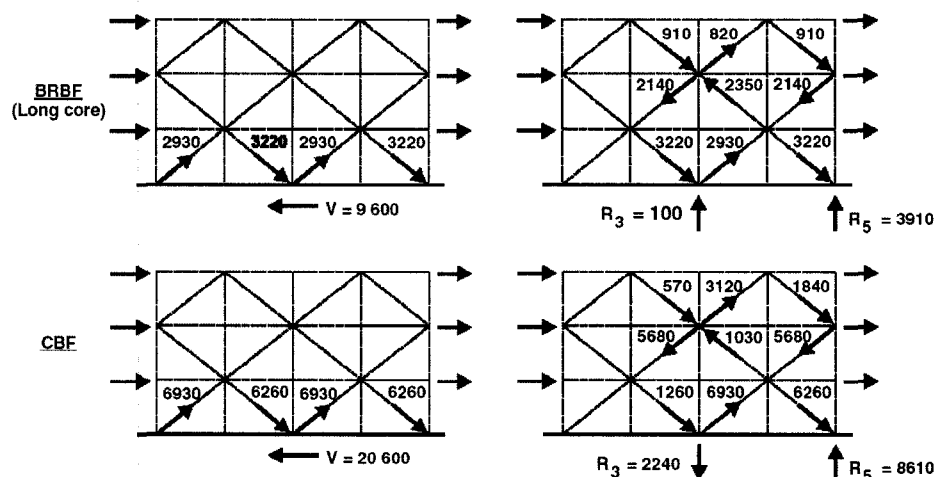 910 820 910
BRBF
(Long core)
2140 2350 2140
2930 3220 2930 3220
3220 2930 3220
V = 9 600
R3 = 100
R5 = 3910
570 3120 1840
CBF
5680 1030 5680
6930 6260 6930 6260
1260 6930 6260
V = 20 600
R3 = 2240
R5 = 8610